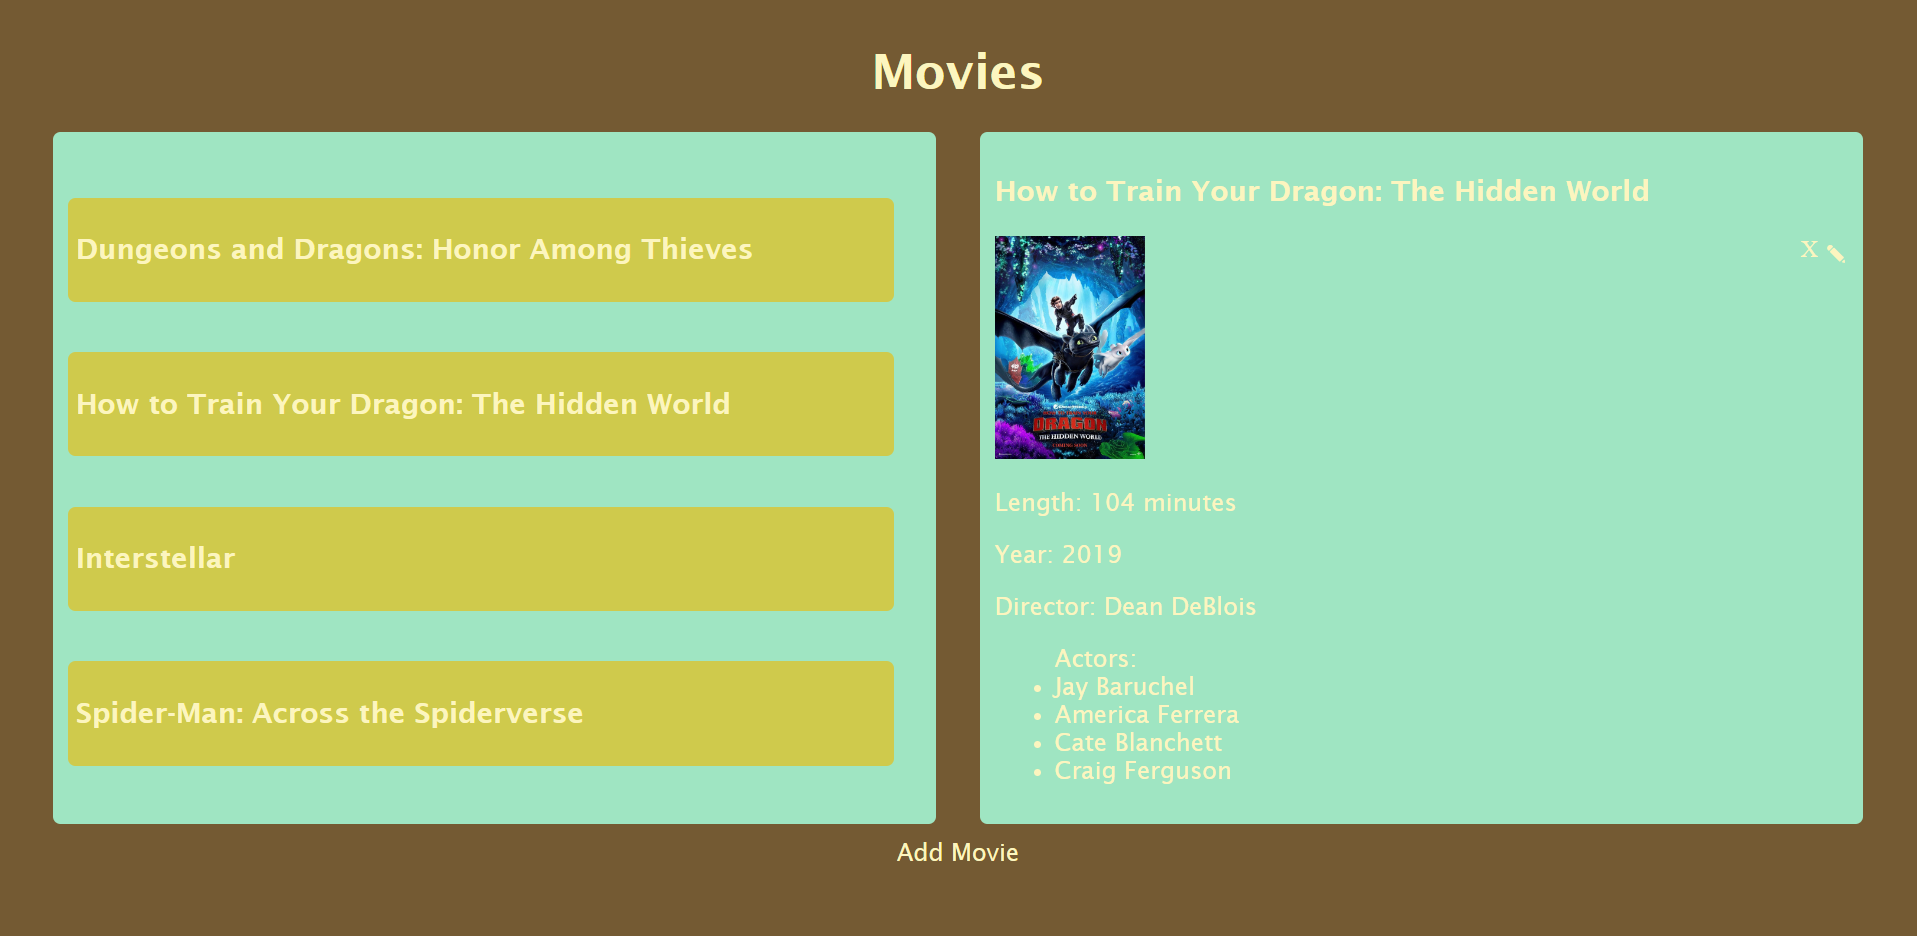 Movies
Dungeons and Dragons: Honor Among Thieves
How to Train Your Dragon: The Hidden World
Interstellar
Spider-Man: Across the Spiderverse
How to Train Your Dragon: The Hidden World
X
DRAGON
THE HIDDEN WORLD
COMING SOON
Length: 104 minutes
Year: 2019
Director: Dean DeBlois
Actors:
• Jay Baruchel
• America Ferrera
• Cate Blanchett
• Craig Ferguson
Add Movie